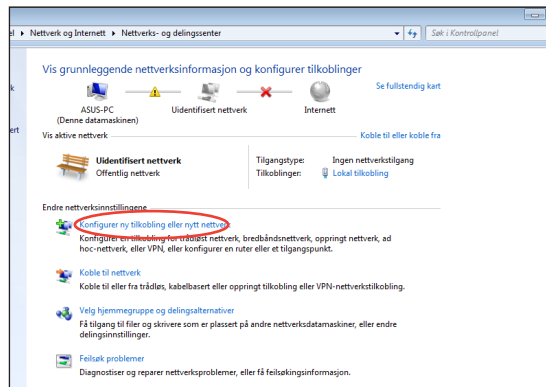 el ▸ Nettverk og Internett ▸ Nettverks- og delingssenter
Søk i Kontrollpanel
Vis grunnleggende nettverksinformasjon og konfigurer tilkoblinger
Se fullstendig kart
ASUS-PC
(Denne datamaskinen)
Uidentifisert nettverk
Internett
Vis aktive nettverk
Koble til eller koble fra
Uidentifisert nettverk
Offentlig nettverk
Tilgangstype: Ingen nettverkstilgang
Tilkoblinger: Lokal tilkobling
Endre nettverksinnstillingene
Konfigurer ny tilkobling eller nytt nettverk
Konfigurer en tilkobling for trådløst nettverk, bredbåndsnettverk, oppringt nettverk, ad
hoc-nettverk, eller VPN, eller konfigurer en ruter eller et tilgangspunkt.
Koble til nettverk
Koble til eller fra trådløs, kabelbasert eller oppringt tilkobling eller VPN-nettverkstilkobling.
Velg hjemmegruppe og delingsalternativer
Få tilgang til filer og skrivere som er plassert på andre nettverksdatamaskiner, eller endre
delingsinnstillinger.
Feilsøk problemer
Diagnostiser og reparer nettverksproblemer, eller få feilsøkingsinformasjon.
k
ert